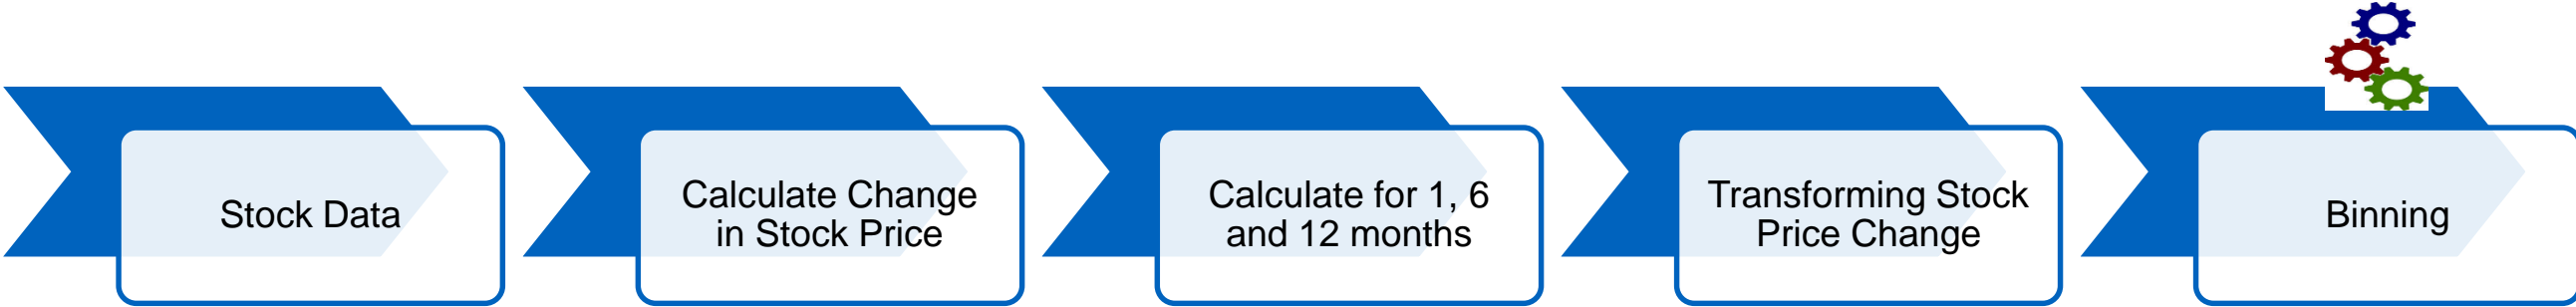 Stock Data
Calculate Change
in Stock Price
Calculate for 1, 6
and 12 months
Transforming Stock
Price Change
Binning